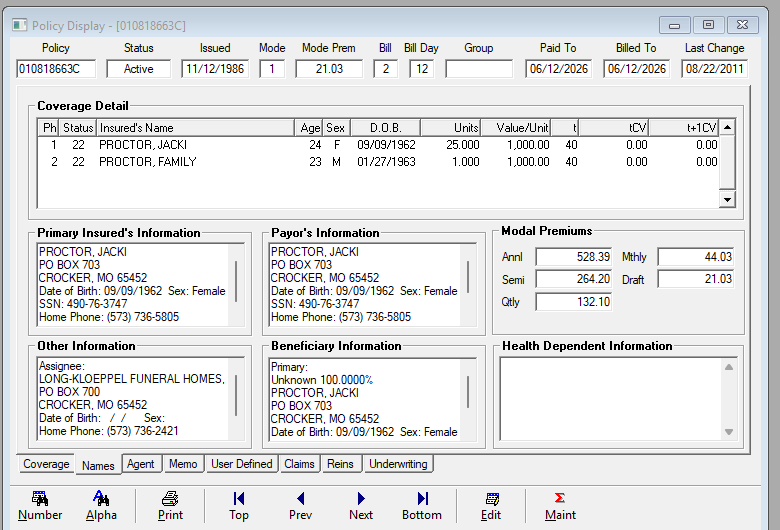 Policy Display - [010818663C]
Policy Status Issued Mode Mode Prem Bill Bill Day Group Paid To Billed To Last Change
010818663C Active 11/12/1986 1 21.03 2 12 06/12/2026 06/12/2026 08/22/2011
Coverage Detail
Ph Status Insured's Name Age Sex D.O.B. Units Value/Unit t tCV t+1CV
1 22 PROCTOR, JACKI 24 F 09/09/1962 25.000 1,000.00 40 0.00 0.00
2 22 PROCTOR, FAMILY 23 M 01/27/1963 1.000 1,000.00 40 0.00 0.00
Primary Insured's Information
PROCTOR, JACKI
PO BOX 703
CROCKER, MO 65452
Date of Birth: 09/09/1962 Sex: Female
SSN: 490-76-3747
Home Phone: (573) 736-5805
Payor's Information
PROCTOR, JACKI
PO BOX 703
CROCKER, MO 65452
Date of Birth: 09/09/1962 Sex: Female
SSN: 490-76-3747
Home Phone: (573) 736-5805
Modal Premiums
Annl 528.39 Mthly 44.03
Semi 264.20 Draft 21.03
Qtly 132.10
Other Information
Assignee:
LONG-KLOEPPEL FUNERAL HOMES,
PO BOX 700
CROCKER, MO 65452
Date of Birth: / / Sex:
Home Phone: (573) 736-2421
Beneficiary Information
Primary:
Unknown 100.0000%
PROCTOR, JACKI
PO BOX 703
CROCKER, MO 65452
Date of Birth: 09/09/1962 Sex: Female
Health Dependent Information
Coverage Names Agent Memo User Defined Claims Reins Underwriting
Number Alpha Print Top Prev Next Bottom Edit Maint